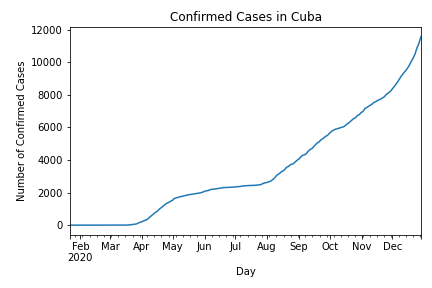 Confirmed Cases in Cuba
Number of Confirmed Cases
12000
10000
8000
6000
4000
2000
0
Feb Mar Apr May Jun Jul Aug Sep Oct Nov Dec
2020
Day